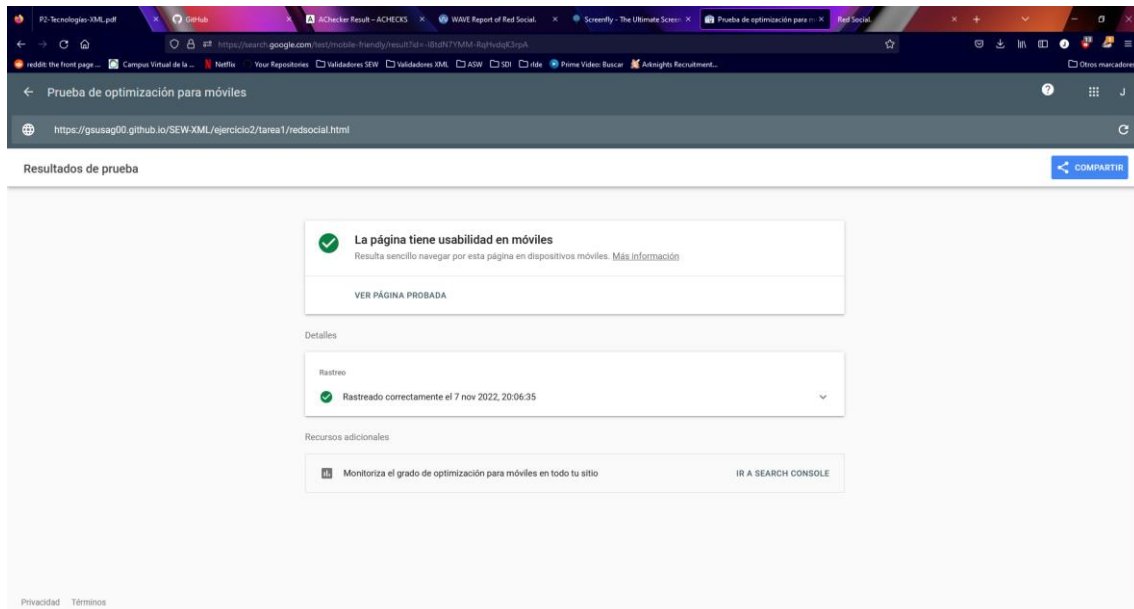 P2-Tecnologías-XML.pdf
GitHub
AChecker Result – ACHECKS
WAVE Report of Red Social.
Screenfly - The Ultimate Screen
Prueba de optimización para m
Red Social.
https://search.google.com/test/mobile-friendly/result?id=
reddit: the front page ...
Campus Virtual de la ...
Netflix
Your Repositories
Validadores SEW
Validadores XML
ASW
SDI
rIde
Prime Video: Buscar
Arknights Recruitment...
Otros marcadores
Prueba de optimización para móviles
J
https://gsusag00.github.io/SEW-XML/ejercicio2/tarea1/redsocial.html
Resultados de prueba
COMPARTIR
La página tiene usabilidad en móviles
Resulta sencillo navegar por esta página en dispositivos móviles. Más información
VER PÁGINA PROBADA
Detalles
Rastreo
Rastreado correctamente el 7 nov 2022, 20:06:35
Recursos adicionales
Monitoriza el grado de optimización para móviles en todo tu sitio
IR A SEARCH CONSOLE
Privacidad Términos